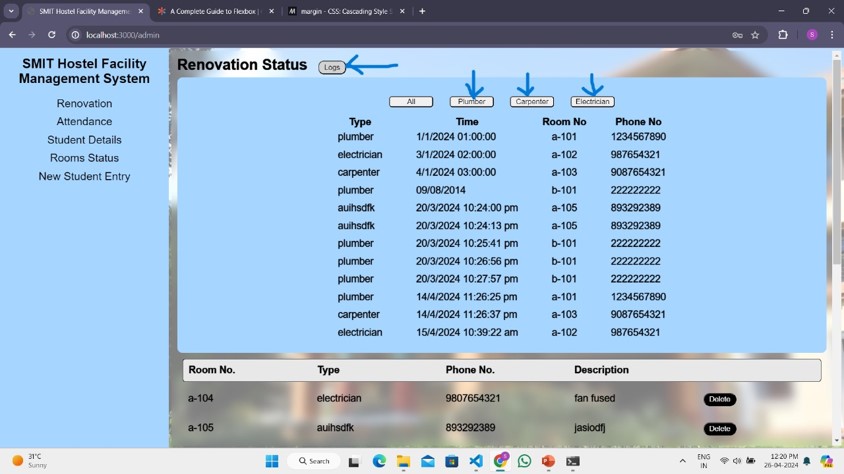 SMIT Hostel Facility Managem
A Complete Guide to Flexbox |
margin - CSS: Cascading Style S
localhost:3000/admin
SMIT Hostel Facility
Management System
Renovation
Attendance
Student Details
Rooms Status
New Student Entry
Renovation Status Logs
All Plumber Carpenter Electrician
Type Time Room No Phone No
plumber 1/1/2024 01:00:00 a-101 1234567890
electrician 3/1/2024 02:00:00 a-102 987654321
carpenter 4/1/2024 03:00:00 a-103 9087654321
plumber 09/08/2014 b-101 222222222
auihsdfk 20/3/2024 10:24:00 pm a-105 893292389
auihsdfk 20/3/2024 10:24:13 pm a-105 893292389
plumber 20/3/2024 10:25:41 pm b-101 222222222
plumber 20/3/2024 10:26:56 pm b-101 222222222
plumber 20/3/2024 10:27:57 pm b-101 222222222
plumber 14/4/2024 11:26:25 pm a-101 1234567890
carpenter 14/4/2024 11:26:37 pm a-103 9087654321
electrician 15/4/2024 10:39:22 am a-102 987654321
Room No. Type Phone No. Description
a-104 electrician 9807654321 fan fused Delete
a-105 auihsdfk 893292389 jasiodfj Delete
31°C
Sunny
Search
ENG
IN
12:20 PM
26-04-2024